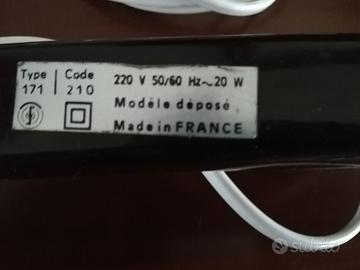 Type Code 220 V 50/60 Hz~20 W
171 210 Modèle déposé
Made in FRANCE
subito